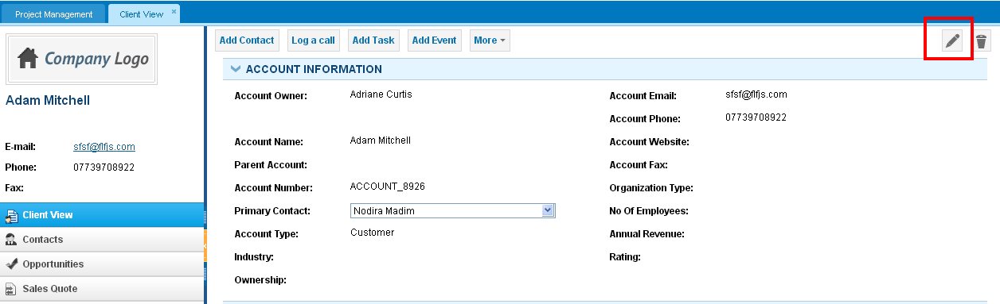 Project Management
Client View
Company Logo
Adam Mitchell
E-mail: sfsf@flfjs.com
Phone: 07739708922
Fax:
Client View
Contacts
Opportunities
Sales Quote
Add Contact Log a call Add Task Add Event More
ACCOUNT INFORMATION
Account Owner: Adriane Curtis Account Email: sfsf@flfjs.com
Account Phone: 07739708922
Account Name: Adam Mitchell Account Website:
Parent Account: Account Fax:
Account Number: ACCOUNT_8926 Organization Type:
Primary Contact: Nodira Madim No Of Employees:
Account Type: Customer Annual Revenue:
Industry: Rating:
Ownership: